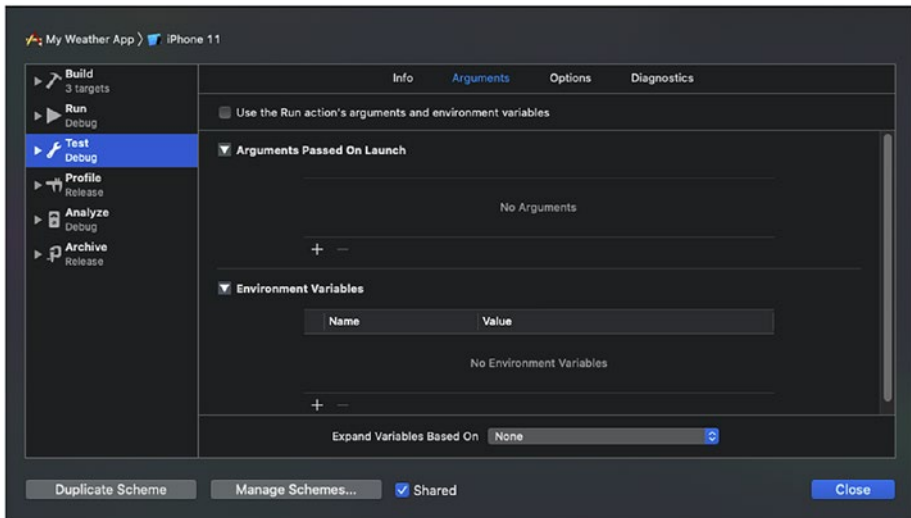 My Weather App iPhone 11
Build
3 targets
Run
Debug
Test
Debug
Profile
Release
Analyze
Debug
Archive
Release
Info Arguments Options Diagnostics
Use the Run action's arguments and environment variables
Arguments Passed On Launch
No Arguments
Environment Variables
Name Value
No Environment Variables
Expand Variables Based On None
Duplicate Scheme Manage Schemes... Shared Close